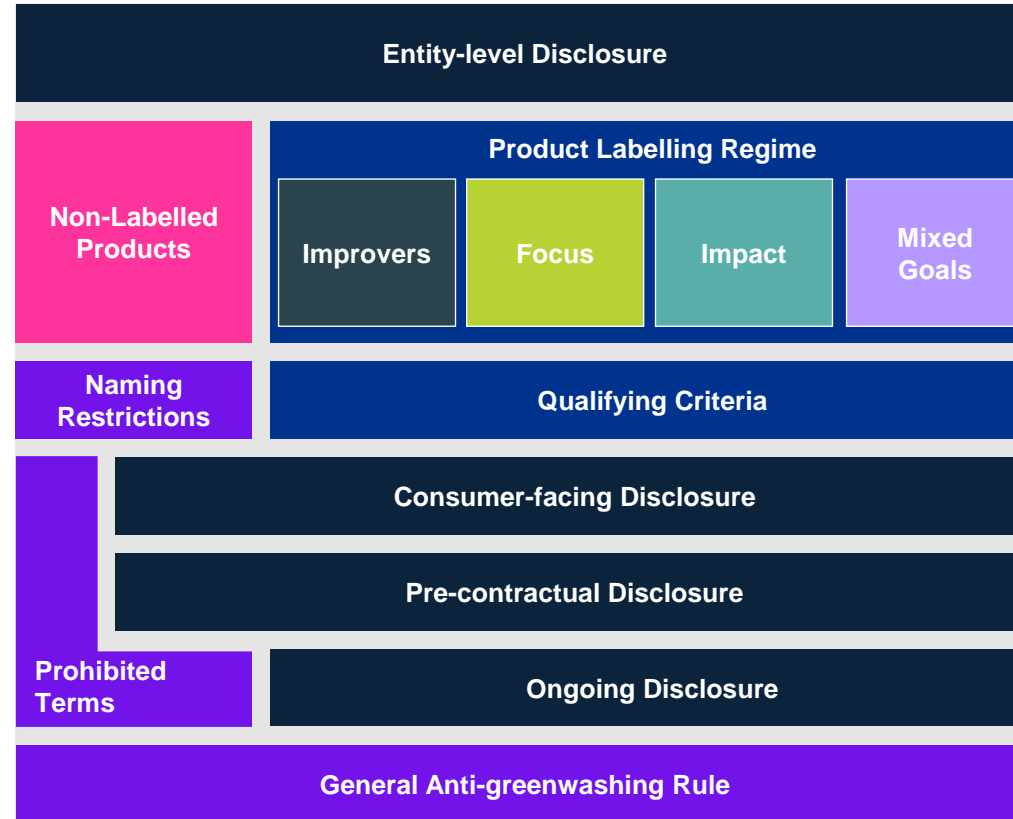 Entity-level Disclosure
Product Labelling Regime
Non-Labelled
Products
Improvers
Focus
Impact
Mixed
Goals
Naming
Restrictions
Qualifying Criteria
Consumer-facing Disclosure
Pre-contractual Disclosure
Prohibited
Terms
Ongoing Disclosure
General Anti-greenwashing Rule